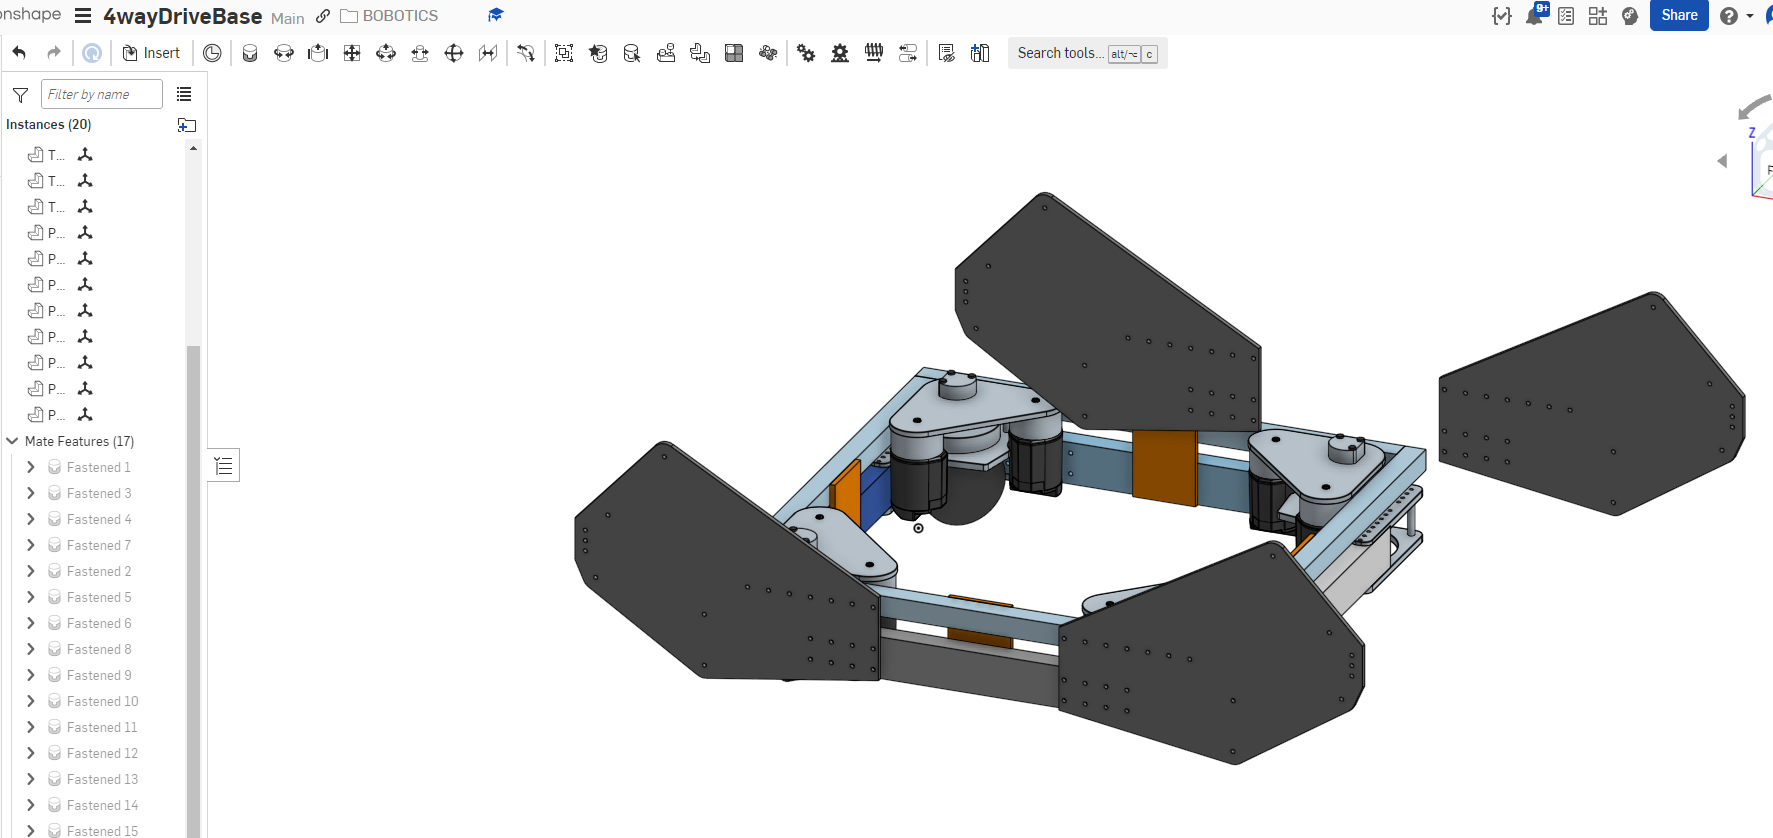 onshape 4wayDriveBase Main BOBOTICS 9+ Share
Insert Search tools... alt/⌥ c
Filter by name
Instances (20)
T...
T...
T...
P...
P...
P...
P...
P...
P...
P...
P...
Mate Features (17)
Fastened 1
Fastened 3
Fastened 4
Fastened 7
Fastened 2
Fastened 5
Fastened 6
Fastened 8
Fastened 9
Fastened 10
Fastened 11
Fastened 12
Fastened 13
Fastened 14
Fastened 15
Z